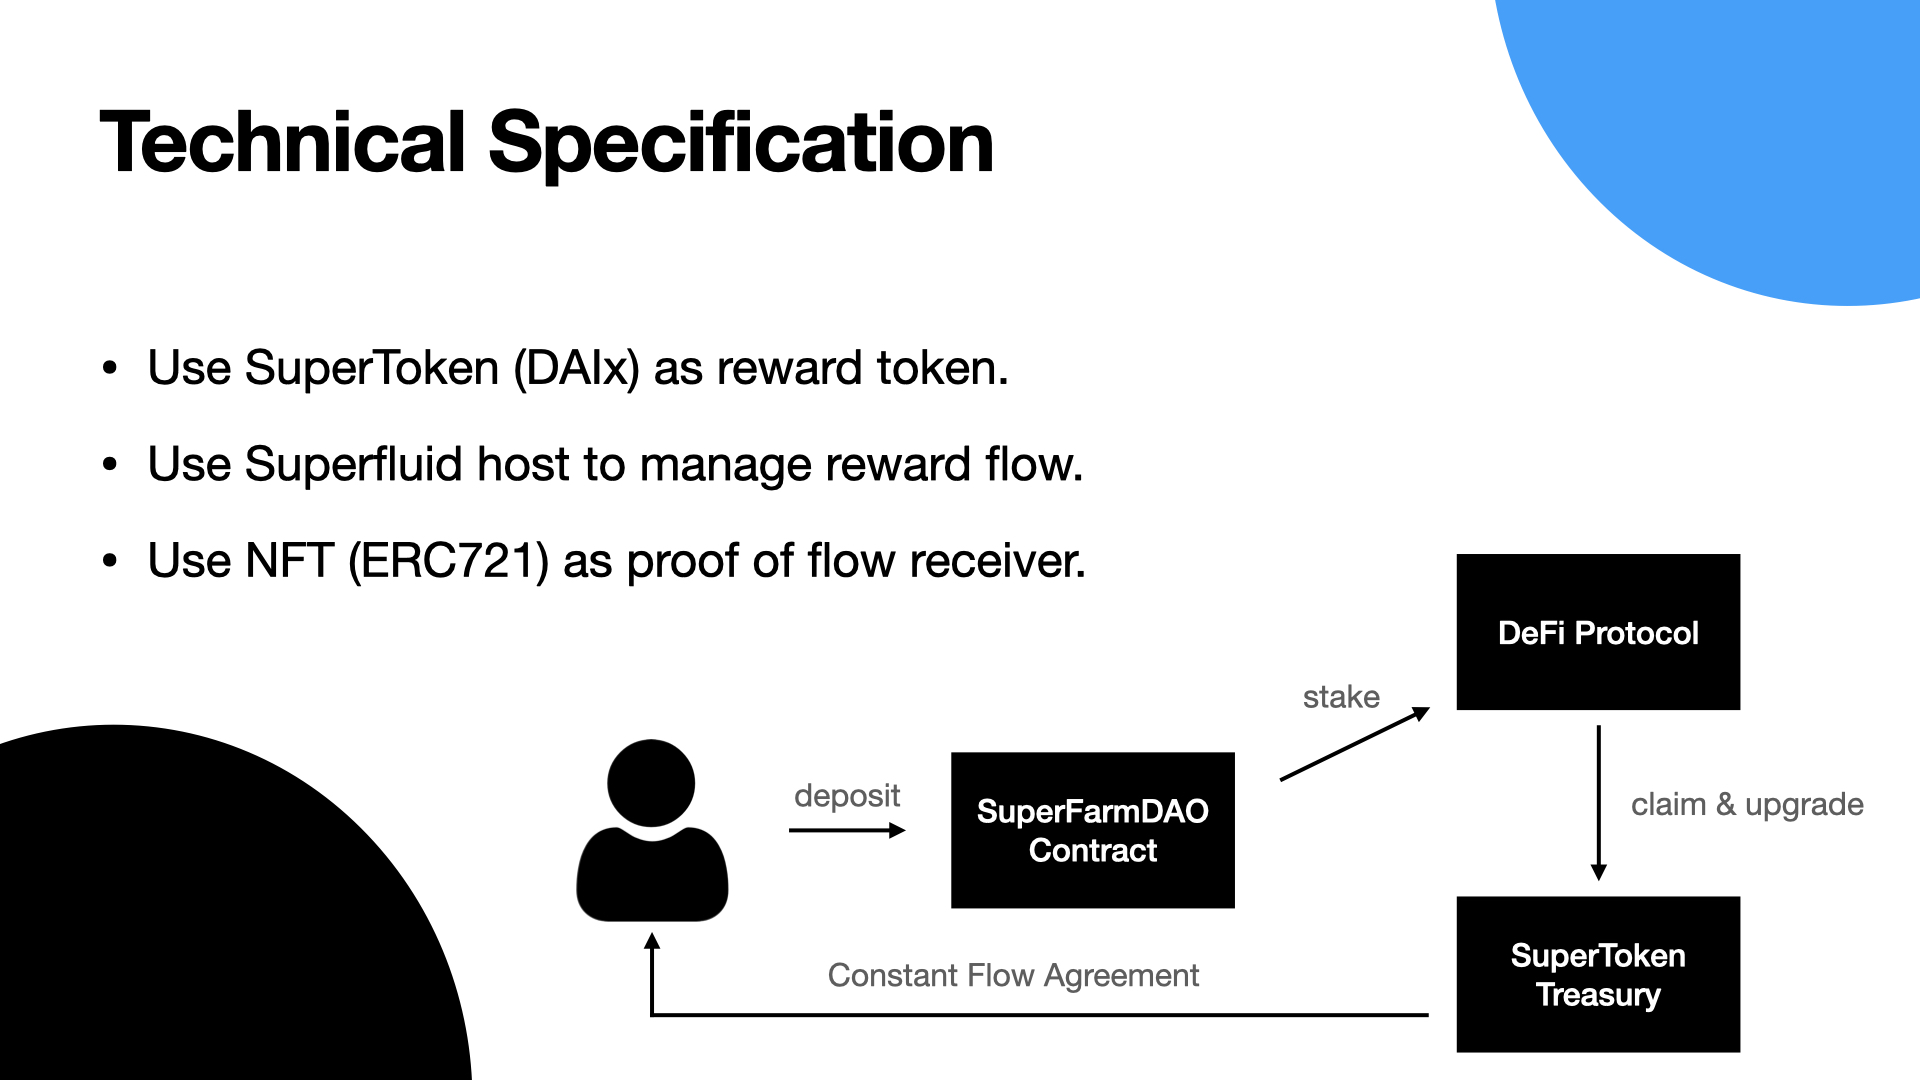 Technical Specification
• Use SuperToken (DAIx) as reward token.
• Use Superfluid host to manage reward flow.
• Use NFT (ERC721) as proof of flow receiver.
DeFi Protocol
stake
deposit
SuperFarmDAO
Contract
claim & upgrade
Constant Flow Agreement
SuperToken
Treasury